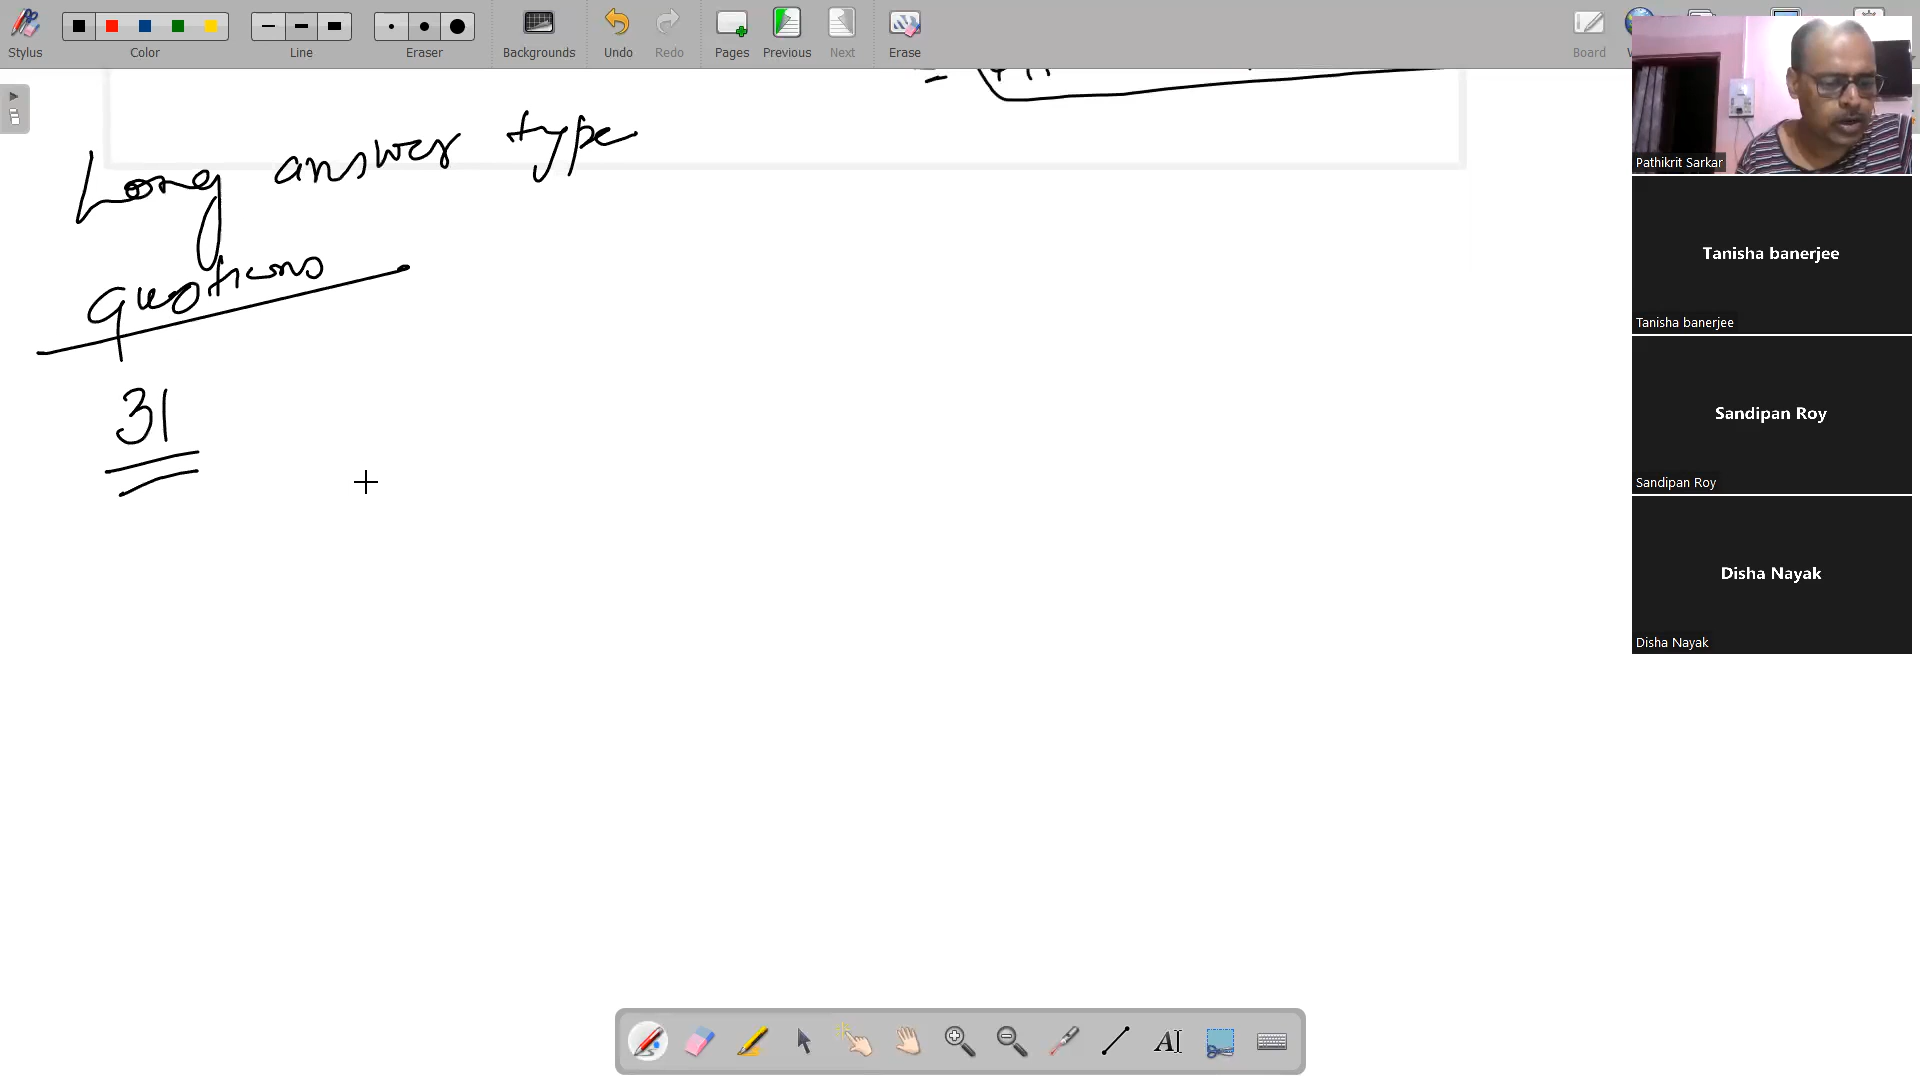 Stylus Color Line Eraser Backgrounds Undo Redo Pages Previous Next Erase Board
Long answer type
questions
31
Pathikrit Sarkar
Tanisha banerjee
Tanisha banerjee
Sandipan Roy
Sandipan Roy
Disha Nayak
Disha Nayak